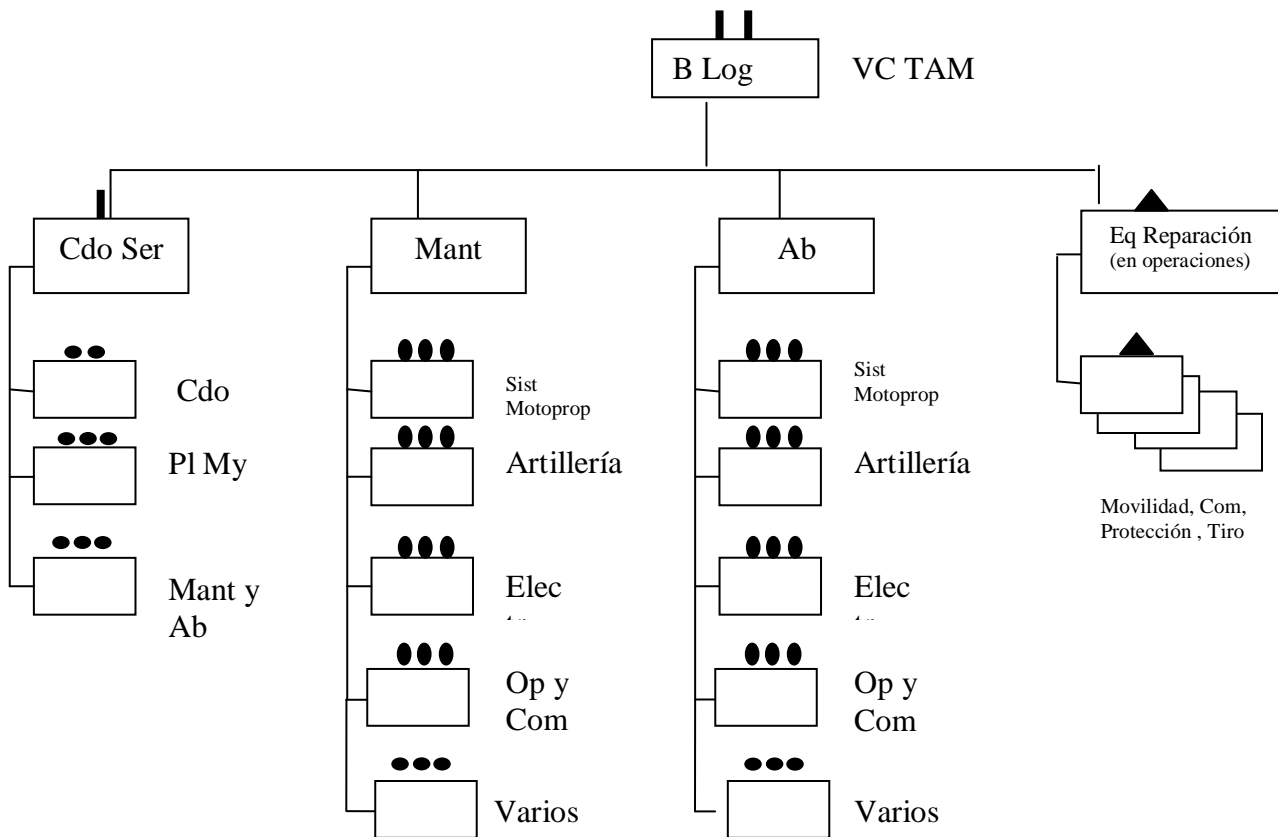 B Log
VC TAM
Cdo Ser
Mant
Ab
Eq Reparación
(en operaciones)
Cdo
Pl My
Mant y
Ab
Sist
Motoprop
Artillería
Elec
Op y
Com
Varios
Sist
Motoprop
Artillería
Elec
Op y
Com
Varios
Movilidad, Com,
Protección , Tiro